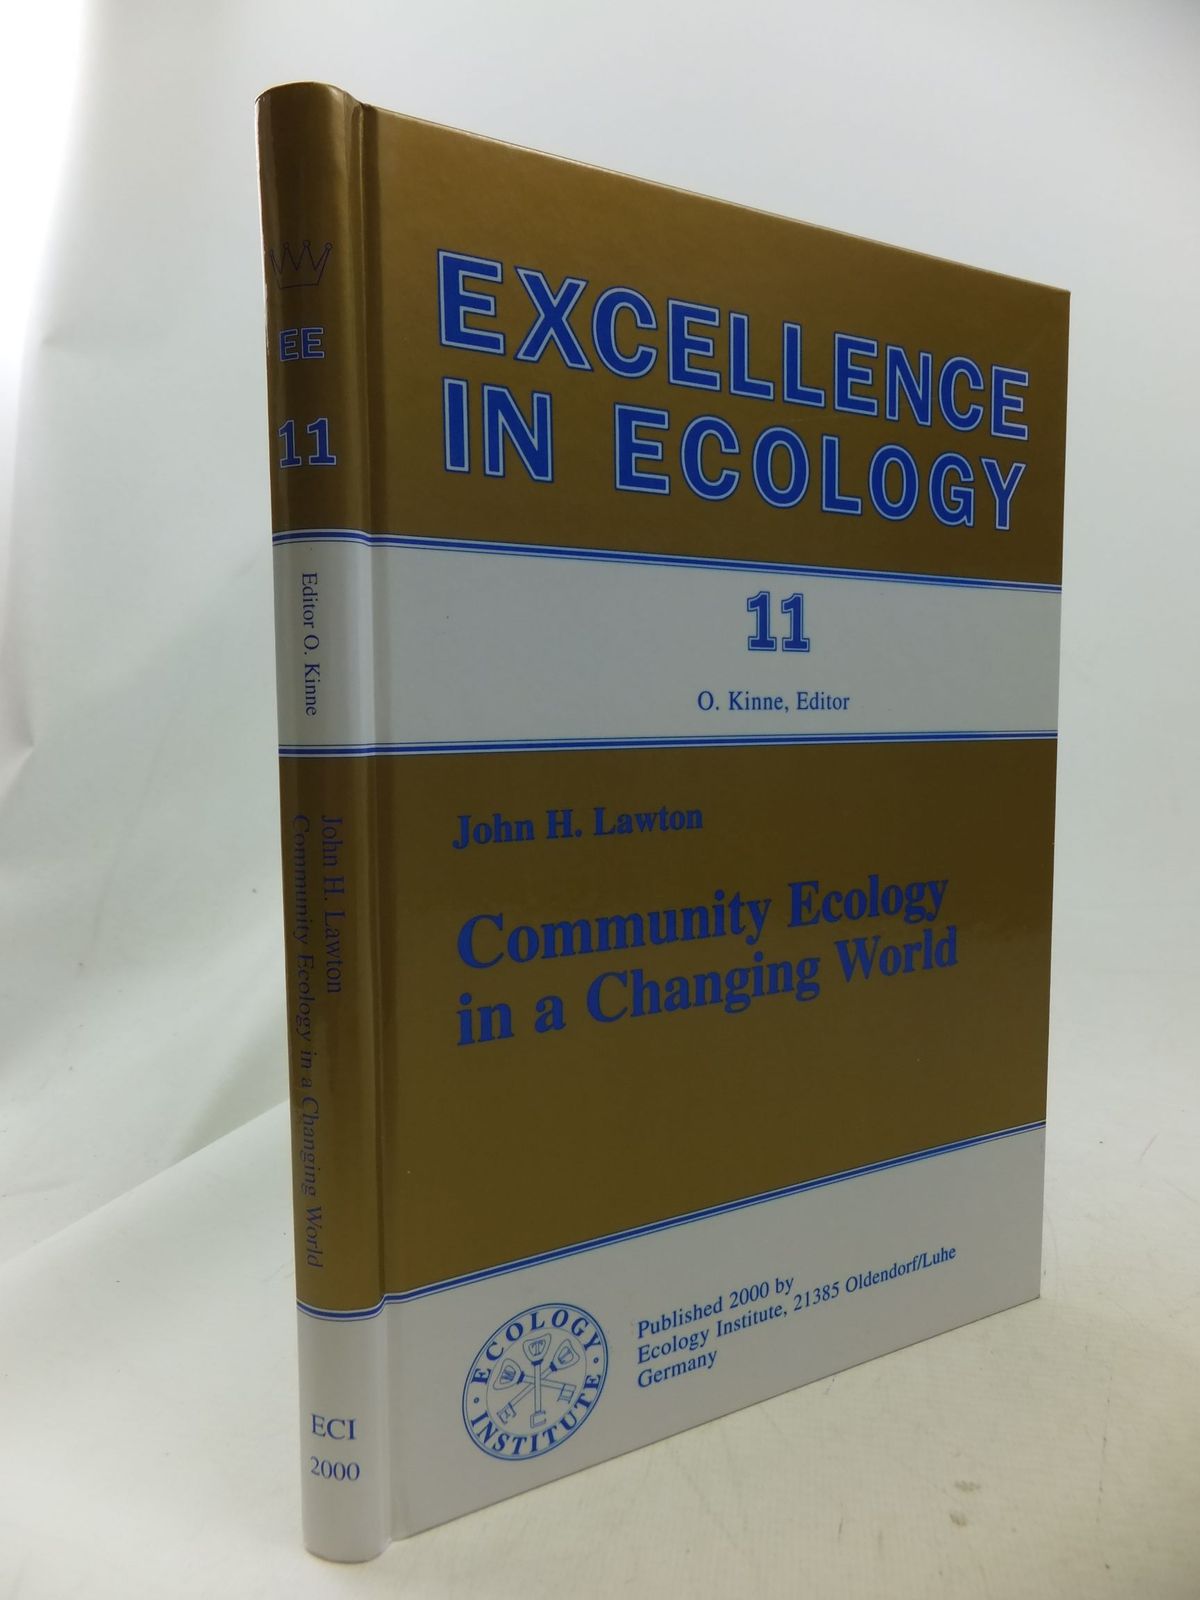 EE
11
Editor O. Kinne
John H. Lawton
Community Ecology in a Changing World
ECI
2000
EXCELLENCE
IN ECOLOGY
11
O. Kinne, Editor
John H. Lawton
Community Ecology
in a Changing World
ECOLOGY
INSTITUTE
Published 2000 by
Ecology Institute, 21385 Oldendorf/Luhe
Germany